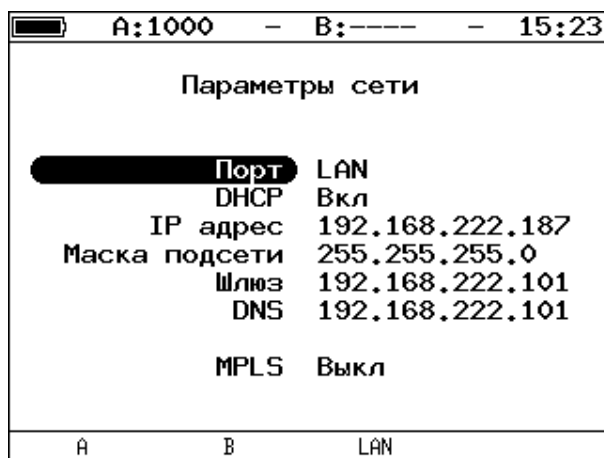 A:1000 – B:---- – 15:23
Параметры сети
Порт LAN
DHCP Вкл
IP адрес 192.168.222.187
Маска подсети 255.255.255.0
Шлюз 192.168.222.101
DNS 192.168.222.101
MPLS Выкл
A B LAN